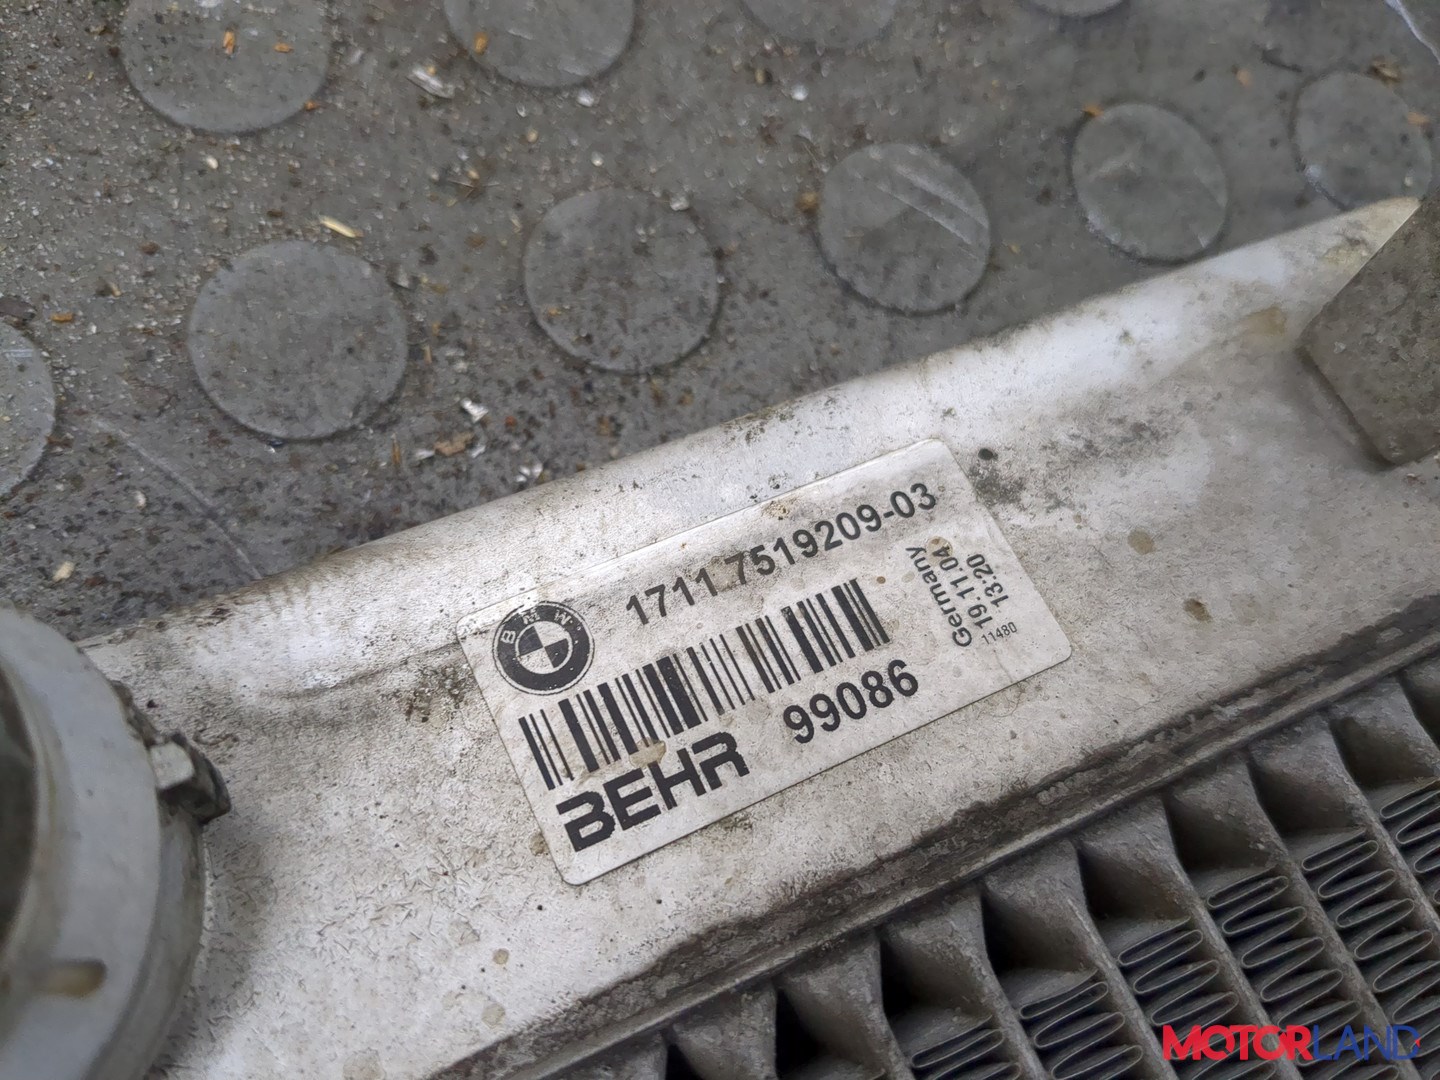 1711 7519209-03
BMW
99086
BEHR
Germany
19.11.04
13:20
11480
MOTORLAND